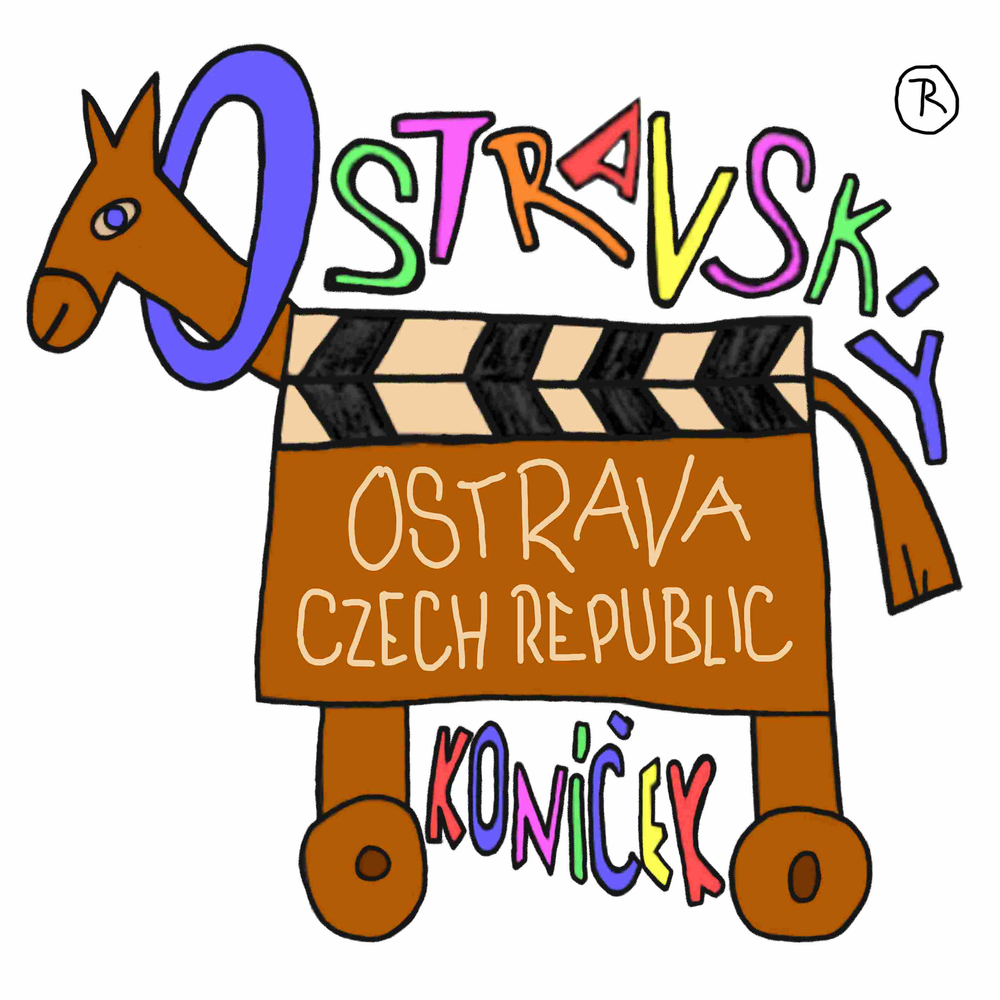 OSTRAVSKÝ
®
OSTRAVA
CZECH REPUBLIC
KONÍČEK